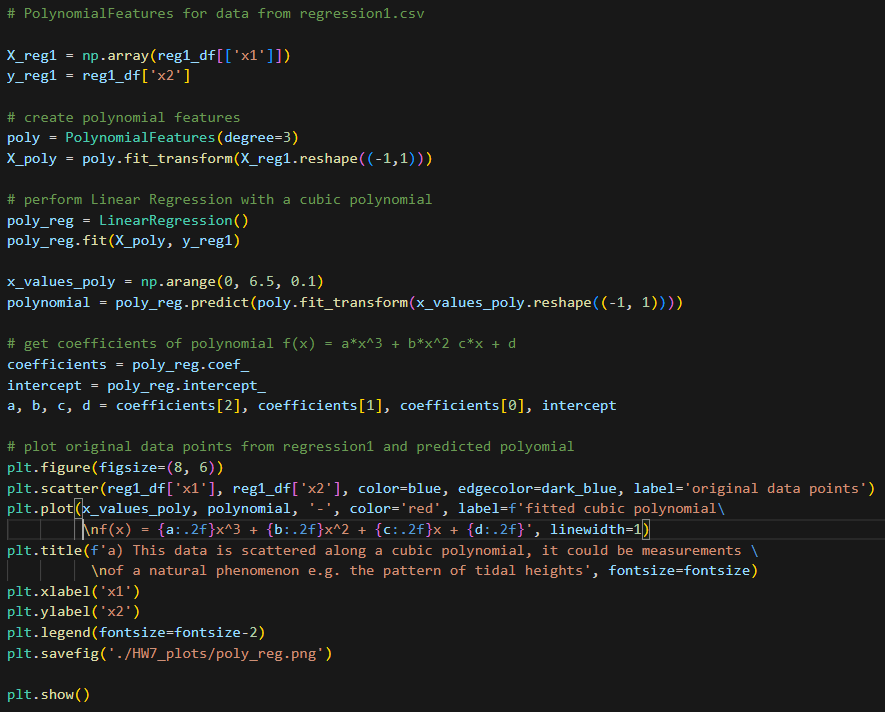 # PolynomialFeatures for data from regression1.csv
X_reg1 = np.array(reg1_df[['x1']])
y_reg1 = reg1_df['x2']
# create polynomial features
poly = PolynomialFeatures(degree=3)
X_poly = poly.fit_transform(X_reg1.reshape((-1,1)))
# perform Linear Regression with a cubic polynomial
poly_reg = LinearRegression()
poly_reg.fit(X_poly, y_reg1)
x_values_poly = np.arange(0, 6.5, 0.1)
polynomial = poly_reg.predict(poly.fit_transform(x_values_poly.reshape((-1, 1))))
# get coefficients of polynomial f(x) = a*x^3 + b*x^2 c*x + d
coefficients = poly_reg.coef_
intercept = poly_reg.intercept_
a, b, c, d = coefficients[2], coefficients[1], coefficients[0], intercept
# plot original data points from regression1 and predicted polyomial
plt.figure(figsize=(8, 6))
plt.scatter(reg1_df['x1'], reg1_df['x2'], color=blue, edgecolor=dark_blue, label='original data points')
plt.plot(x_values_poly, polynomial, '-', color='red', label=f'fitted cubic polynomial\
\nf(x) = {a:.2f}x^3 + {b:.2f}x^2 + {c:.2f}x + {d:.2f}', linewidth=1)
plt.title(f'a) This data is scattered along a cubic polynomial, it could be measurements \
\nof a natural phenomenon e.g. the pattern of tidal heights', fontsize=fontsize)
plt.xlabel('x1')
plt.ylabel('x2')
plt.legend(fontsize=fontsize-2)
plt.savefig('./HW7_plots/poly_reg.png')
plt.show()